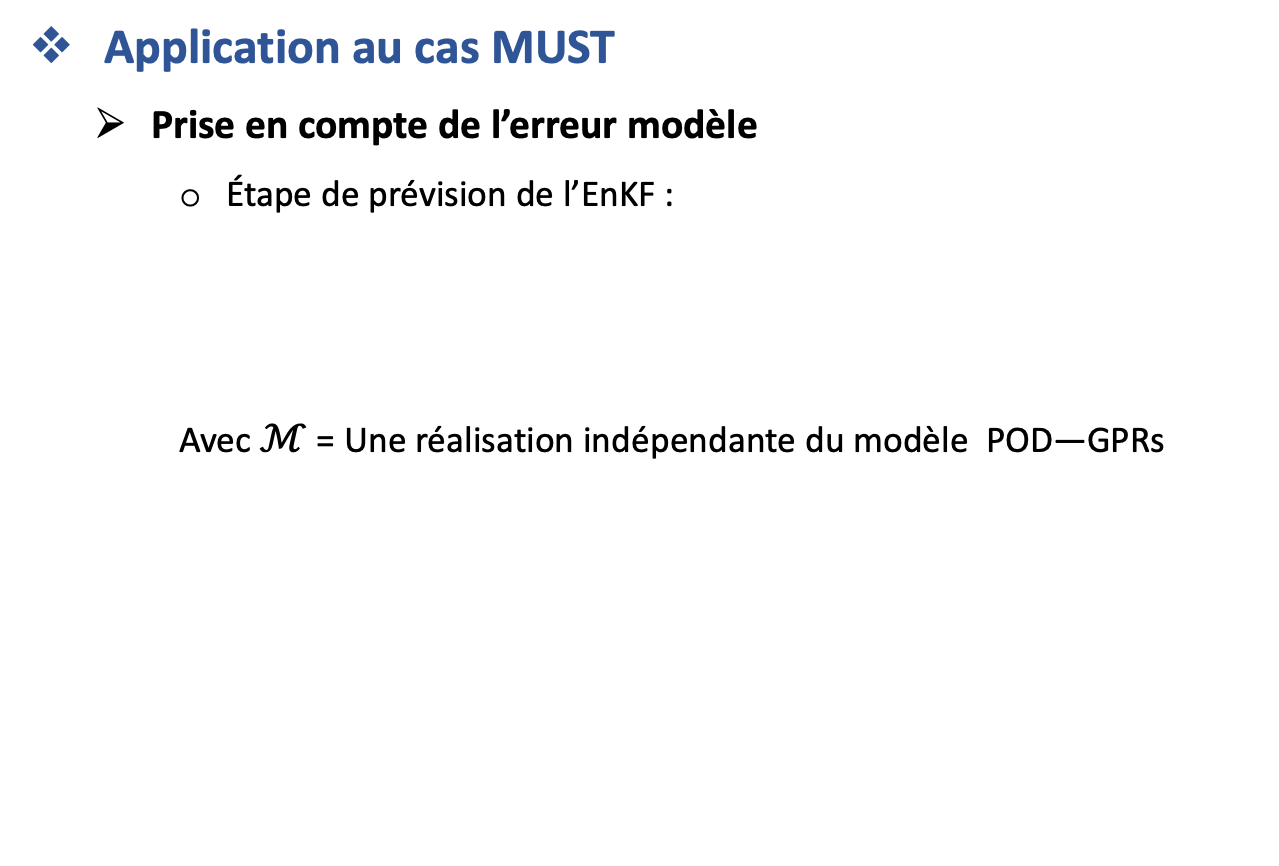 ❖ Application au cas MUST
➢ Prise en compte de l’erreur modèle
o Étape de prévision de l’EnKF :
Avec ℳ = Une réalisation indépendante du modèle POD—GPRs